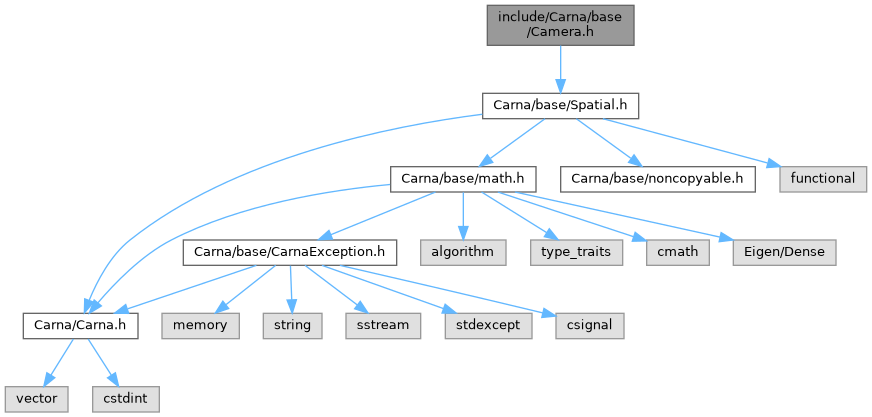 include/Carna/base
/Camera.h
Carna/base/Spatial.h
Carna/base/math.h
Carna/base/noncopyable.h
functional
Carna/base/CarnaException.h
algorithm
type_traits
cmath
Eigen/Dense
Carna/Carna.h
memory
string
sstream
stdexcept
csignal
vector
cstdint